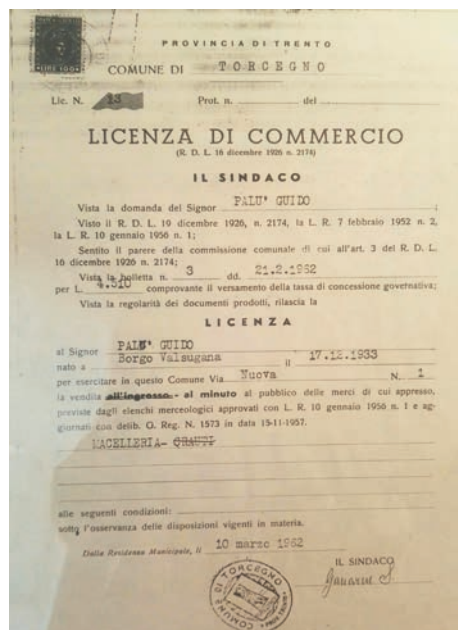 LIRE 100
PROVINCIA DI TRENTO
COMUNE DI TORCEGNO
Lic. N. 13 Prot. n. del
LICENZA DI COMMERCIO
(R. D. L. 16 dicembre 1926 n. 2174)
IL SINDACO
Vista la domanda del Signor PALU' GUIDO ;
Visto il R. D. L. 19 dicembre 1926, n. 2174, la L. R. 7 febbraio 1952 n. 2,
la L. R. 10 gennaio 1956 n. 1;
Sentito il parere della commissione comunale di cui all'art. 3 del R. D. L.
16 dicembre 1926 n. 2174;
Vista la bolletta n. 3 dd. 21.2.1962
per L. 4.510 comprovante il versamento della tassa di concessione governativa;
Vista la regolarità dei documenti prodotti, rilascia la
LICENZA
al Signor PALU' GUIDO
nato a Borgo Valsugana il 17.12.1933
per esercitare in questo Comune Via Nuova N. 1
la vendita all'ingrosso - al minuto al pubblico delle merci di cui appresso,
previste dagli elenchi merceologici approvati con L. R. 10 gennaio 1956 n. 1 e ag-
giornati con delib. G. Reg. N. 1573 in data 15-11-1957.
MACELLERIA-
alle seguenti condizioni:
sotto l'osservanza delle disposizioni vigenti in materia.
Dalla Residenza Municipale, li 10 marzo 1962
IL SINDACO
COMUNE DI TORCEGNO